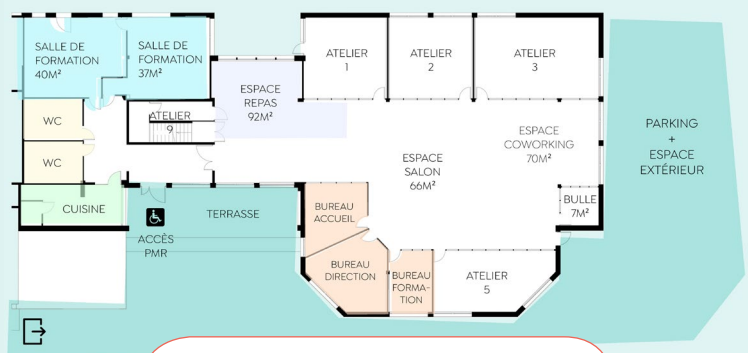 SALLE DE
FORMATION
40M²
SALLE DE
FORMATION
37M²
ESPACE
REPAS
92M²
ATELIER
1
ATELIER
2
ATELIER
3
WC
WC
ATELIER
9
CUISINE
TERRASSE
ACCÈS
PMR
ESPACE
SALON
66M²
ESPACE
COWORKING
70M²
BULLE
7M²
BUREAU
ACCUEIL
BUREAU
DIRECTION
BUREAU
FORMA-
TION
ATELIER
5
PARKING
+
ESPACE
EXTÉRIEUR